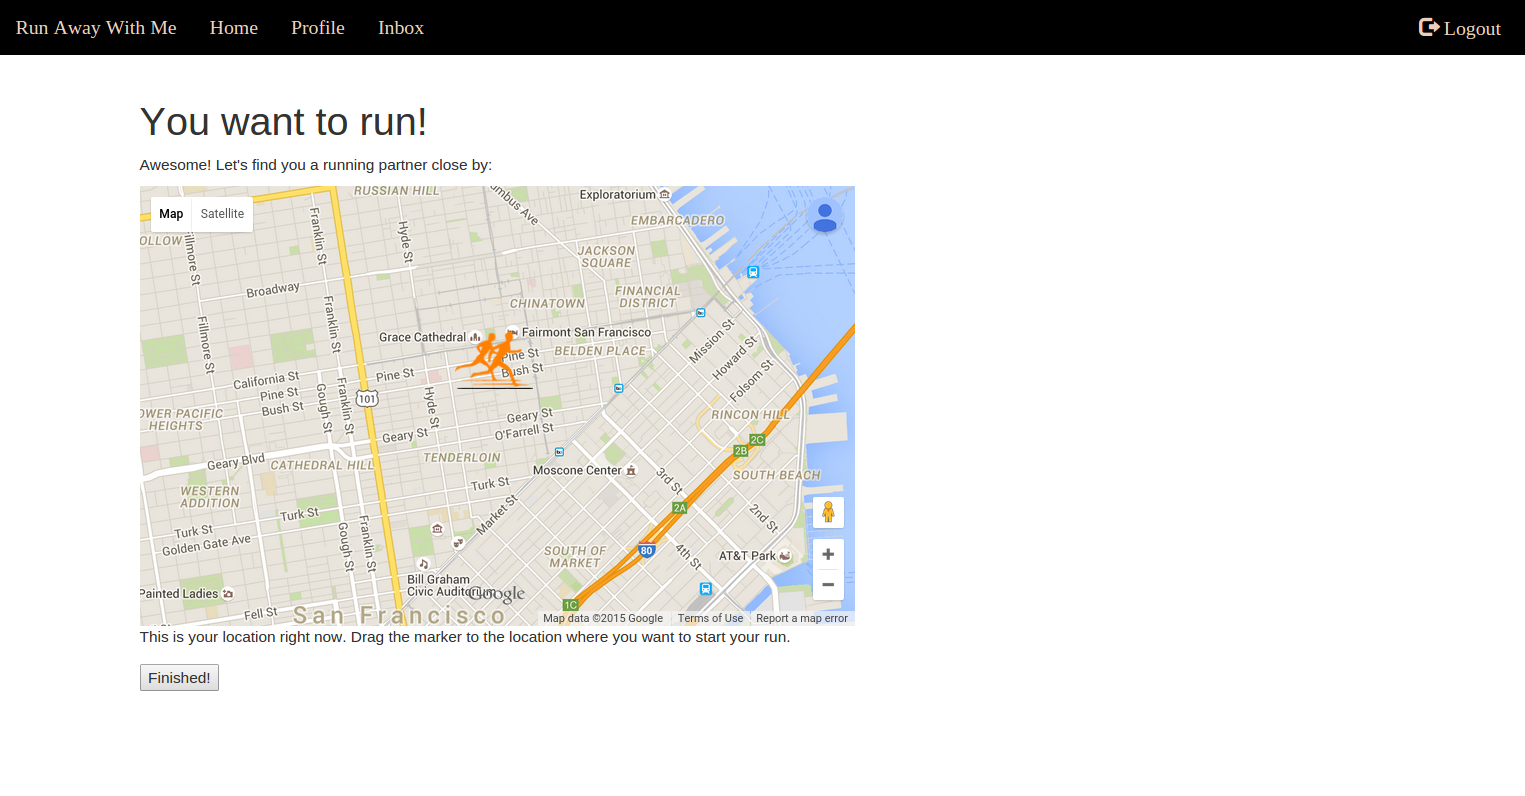 Run Away With Me
Home
Profile
Inbox
Logout
You want to run!
Awesome! Let's find you a running partner close by:
Map
Satellite
RUSSIAN HILL
Exploratorium
EMBARCADERO
JACKSON
SQUARE
Franklin St
Hyde St
Broadway
CHINATOWN
FINANCIAL
DISTRICT
Franklin St
Fillmore St
Grace Cathedral
Fairmont San Francisco
Mission St
Howard St
Folsom St
BELDEN PLACE
Pine St
Bush St
California St
Pine St
Pine St
Bush St
Gough St
Franklin St
101
Hyde St
HEIGHTS
Geary St
O'Farrell St
RINCON HILL
Geary St
2C
2B
Geary Blvd
CATHEDRAL HILL
TENDERLOIN
Moscone Center
SOUTH BEACH
3rd St
WESTERN
ADDITION
Turk St
Market St
2A
2nd St
Turk St
Turk St
Golden Gate Ave
Gough St
Franklin St
SOUTH OF
MARKET
80
4th St
AT&T Park
Bill Graham
Civic Auditorium
Google
Painted Ladies
1C
Fell St
San Francisco
Map data ©2015 Google
Terms of Use
Report a map error
This is your location right now. Drag the marker to the location where you want to start your run.
Finished!